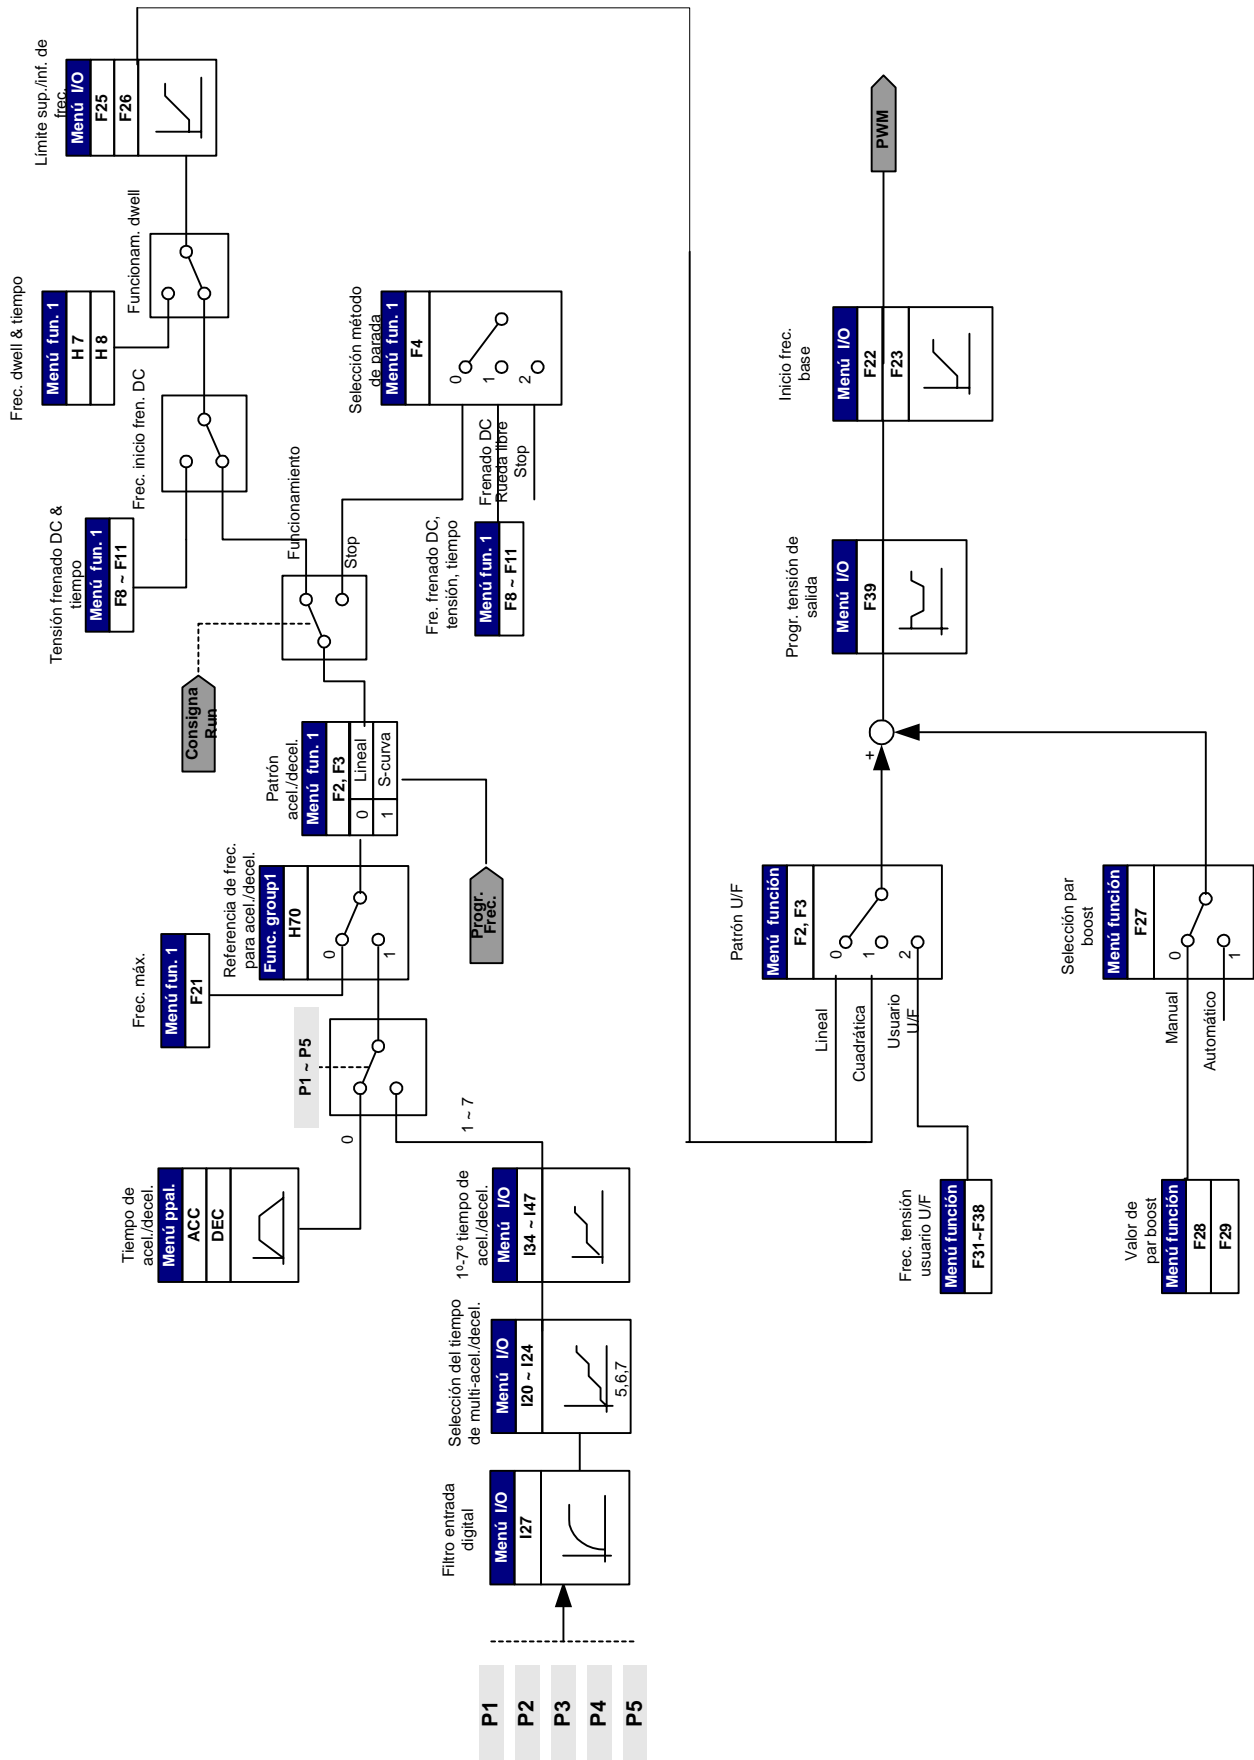 P1
P2
P3
P4
P5
Filtro entrada
digital
Menú I/O
I27
Selección del tiempo
de multi-acel./decel.
Menú I/O
I20 ~ I24
5,6,7
1º-7º tiempo de
acel./decel.
Menú I/O
I34 ~ I47
Tiempo de
acel./decel.
Menú ppal.
ACC
DEC
0
1 ~ 7
P1 ~ P5
Frec. máx.
Menú fun. 1
F21
Referencia de frec.
para acel./decel.
Func. group1
H70
0
1
Patrón
acel./decel.
Menú fun. 1
F2, F3
0 Lineal
1 S-curva
Progr.
Frec.
Consigna
Run
Funcionamiento
Stop
Tensión frenado DC &
tiempo
Menú fun. 1
F8 ~ F11
Frec. inicio fren. DC
Fre. frenado DC,
tensión, tiempo
Menú fun. 1
F8 ~ F11
Frenado DC
Rueda libre
Stop
Selección método
de parada
Menú fun. 1
F4
0
1
2
Frec. dwell & tiempo
Menú fun. 1
H 7
H 8
Funcionam. dwell
Límite sup./inf. de
frec.
Menú I/O
F25
F26
Frec. tensión
usuario U/F
Menú función
F31~F38
Lineal
Cuadrática
Usuario
U/F
Patrón U/F
Menú función
F2, F3
0
1
2
Valor de
par boost
Menú función
F28
F29
Manual
Automático
Selección par
boost
Menú función
F27
0
1
+
Progr. tensión de
salida
Menú I/O
F39
Inicio frec.
base
Menú I/O
F22
F23
PWM